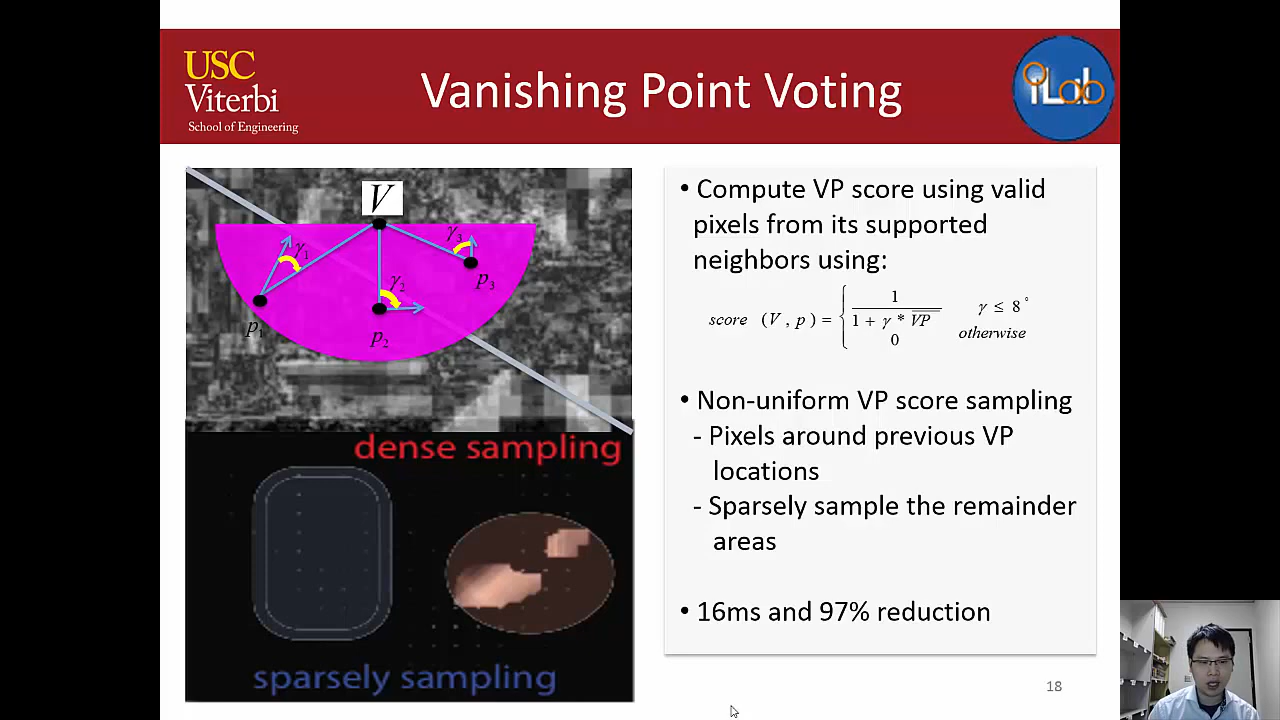 USC
Viterbi
School of Engineering
Vanishing Point Voting
iLab
V
γ₁
γ₂
γ₃
p₁
p₂
p₃
dense sampling
sparsely sampling
• Compute VP score using valid
pixels from its supported
neighbors using:
score (V, p) = { 1 / (1 + γ * VP̅) γ ≤ 8°
0 otherwise
• Non-uniform VP score sampling
- Pixels around previous VP
locations
- Sparsely sample the remainder
areas
• 16ms and 97% reduction
18